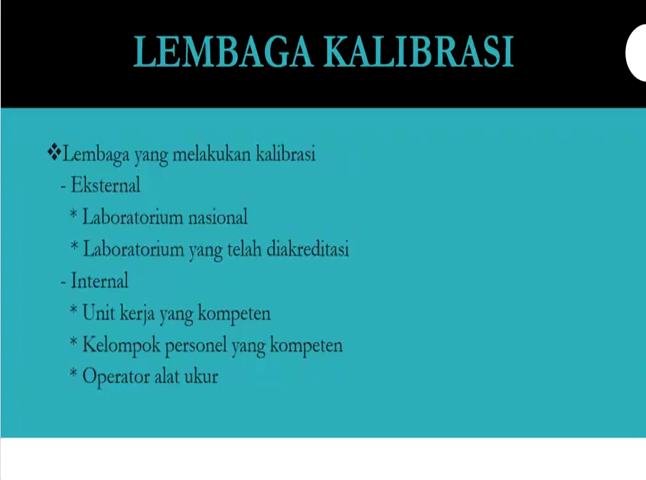 LEMBAGA KALIBRASI
❖Lembaga yang melakukan kalibrasi
- Eksternal
* Laboratorium nasional
* Laboratorium yang telah diakreditasi
- Internal
* Unit kerja yang kompeten
* Kelompok personel yang kompeten
* Operator alat ukur